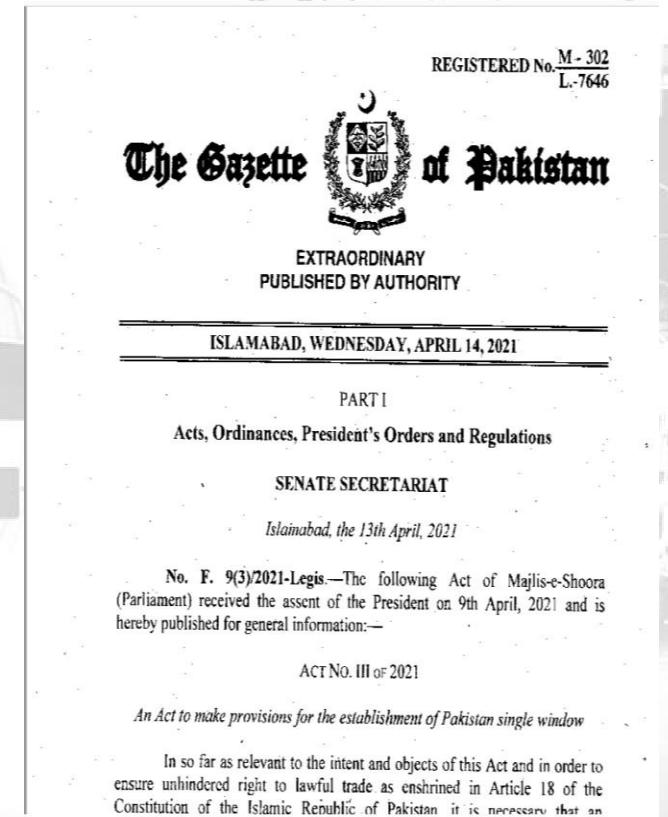 REGISTERED No. M - 302
L.-7646
The Gazette of Pakistan
EXTRAORDINARY
PUBLISHED BY AUTHORITY
ISLAMABAD, WEDNESDAY, APRIL 14, 2021
PART I
Acts, Ordinances, President's Orders and Regulations
SENATE SECRETARIAT
Islamabad, the 13th April, 2021
No. F. 9(3)/2021-Legis.—The following Act of Majlis-e-Shoora
(Parliament) received the assent of the President on 9th April, 2021 and is
hereby published for general information:—
ACT NO. III OF 2021
An Act to make provisions for the establishment of Pakistan single window
In so far as relevant to the intent and objects of this Act and in order to
ensure unhindered right to lawful trade as enshrined in Article 18 of the
Constitution of the Islamic Republic of Pakistan it is necessary that an